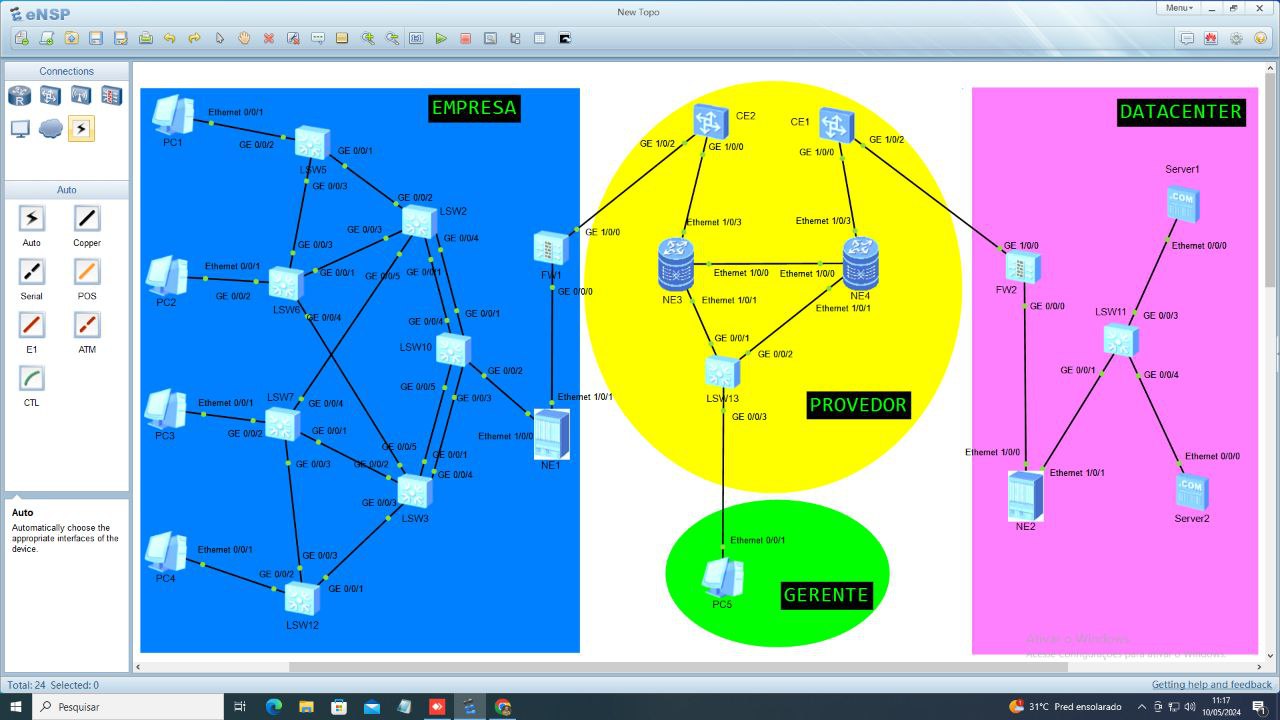 eNSP
New Topo
Menu
Connections
Auto
Auto
Copper
Serial
POS
E1
ATM
CTL
Auto
Automatically choose the
appropriate interfaces of the
device.
EMPRESA
PC1
Ethernet 0/0/1
GE 0/0/2
LSW5
GE 0/0/1
GE 0/0/3
GE 0/0/2
LSW2
GE 0/0/3
GE 0/0/4
GE 0/0/5
GE 0/0/1
GE 0/0/3
PC2
Ethernet 0/0/1
GE 0/0/2
LSW6
GE 0/0/1
GE 0/0/4
GE 0/0/4
GE 0/0/1
LSW10
GE 0/0/2
GE 0/0/5
GE 0/0/3
PC3
Ethernet 0/0/1
GE 0/0/2
LSW7
GE 0/0/4
GE 0/0/1
GE 0/0/3
GE 0/0/5
GE 0/0/2
GE 0/0/1
GE 0/0/4
GE 0/0/3
LSW3
PC4
Ethernet 0/0/1
GE 0/0/2
GE 0/0/3
GE 0/0/1
LSW12
FW1
GE 1/0/0
GE 0/0/0
Ethernet 1/0/1
Ethernet 1/0/0
NE1
CE2
GE 1/0/2
GE 1/0/0
CE1
GE 1/0/2
GE 1/0/0
Ethernet 1/0/3
Ethernet 1/0/3
NE3
Ethernet 1/0/0
Ethernet 1/0/0
NE4
Ethernet 1/0/1
Ethernet 1/0/1
GE 0/0/1
GE 0/0/2
LSW13
GE 0/0/3
PROVEDOR
Ethernet 0/0/1
PC5
GERENTE
DATACENTER
Server1
Ethernet 0/0/0
GE 1/0/0
FW2
GE 0/0/0
LSW11
GE 0/0/3
GE 0/0/1
GE 0/0/4
Ethernet 1/0/0
Ethernet 1/0/1
NE2
Ethernet 0/0/0
Server2
Ativar o Windows
Acesse Configurações para ativar o Windows.
Total: 24 Selected: 0
Getting help and feedback
Pesquisar
31°C Pred ensolarado
11:17
10/05/2024